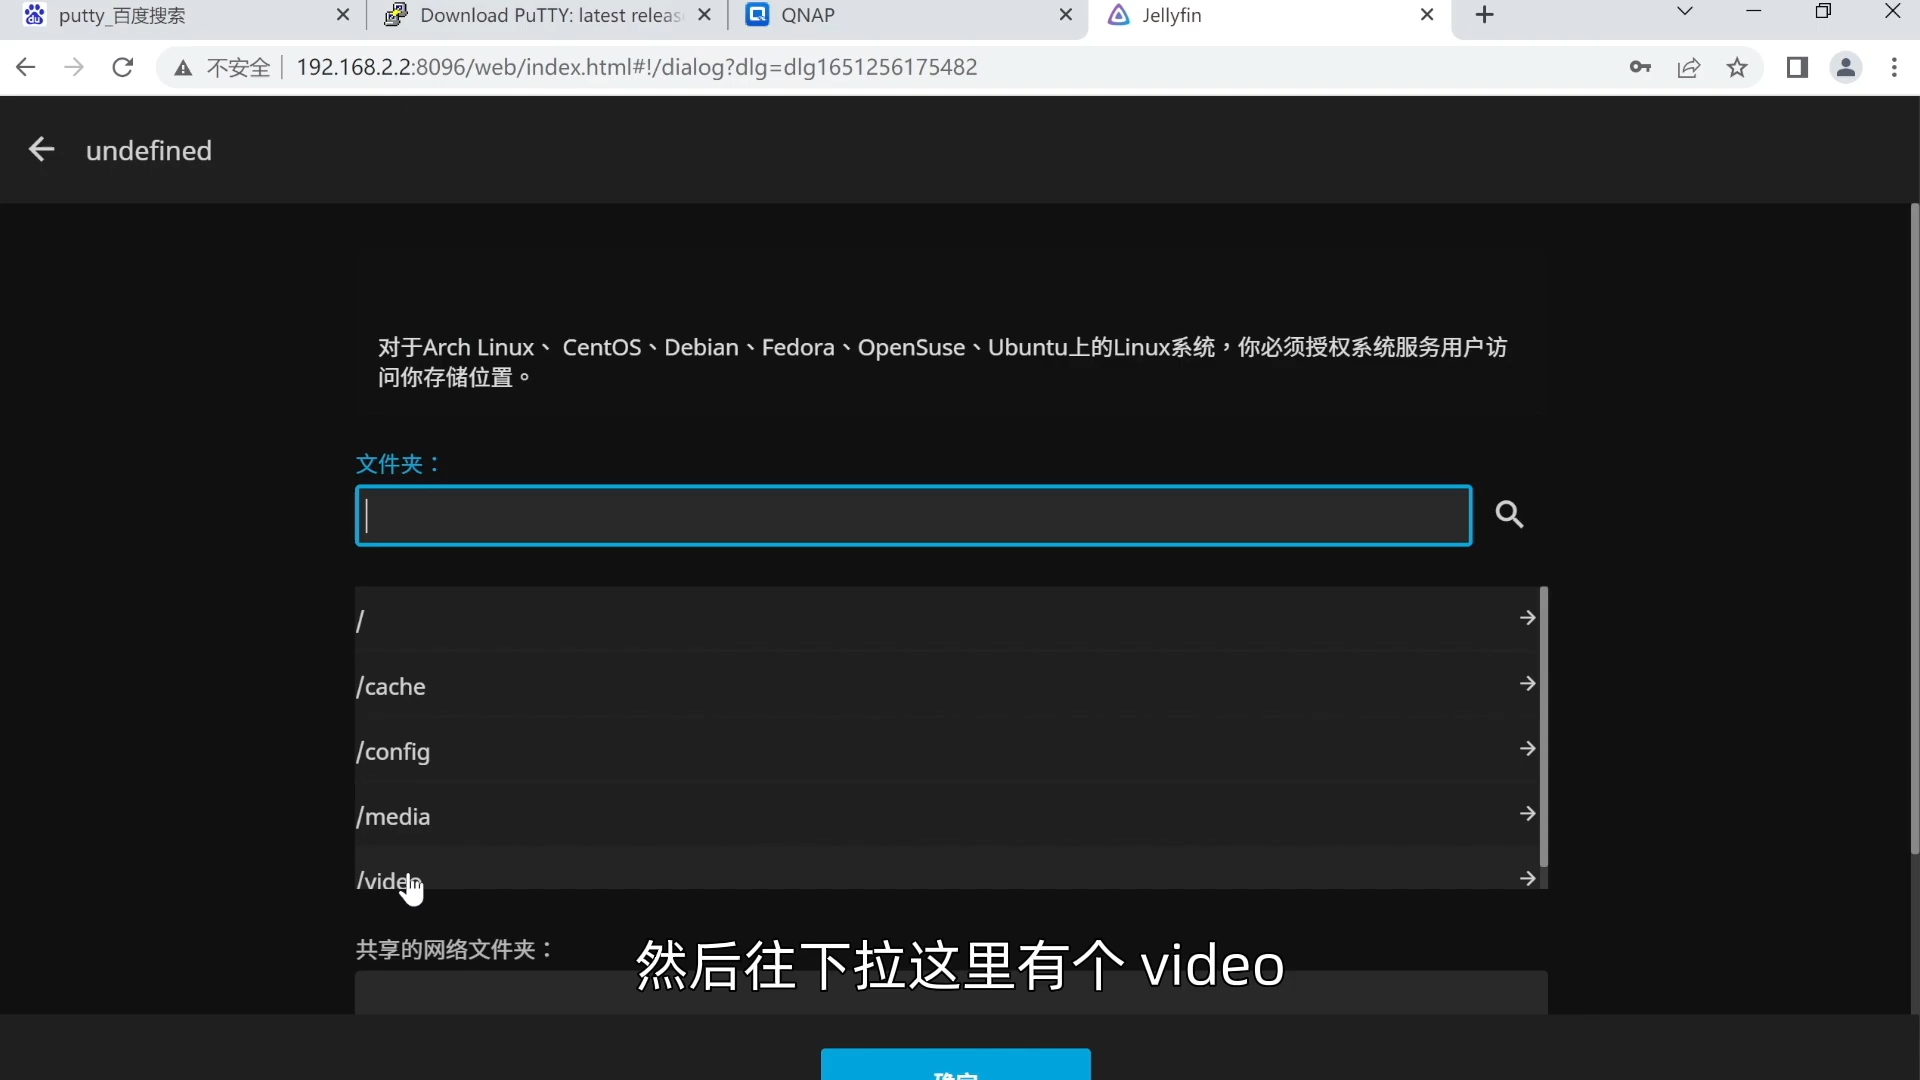 putty_百度搜索
Download PuTTY: latest releas
QNAP
Jellyfin
不安全
192.168.2.2:8096/web/index.html#!/dialog?dlg=dlg1651256175482
undefined
对于Arch Linux、 CentOS、Debian、Fedora、OpenSuse、Ubuntu上的Linux系统，你必须授权系统服务用户访
问你存储位置。
文件夹：
/
/cache
/config
/media
/video
共享的网络文件夹：
然后往下拉这里有个 video
确定